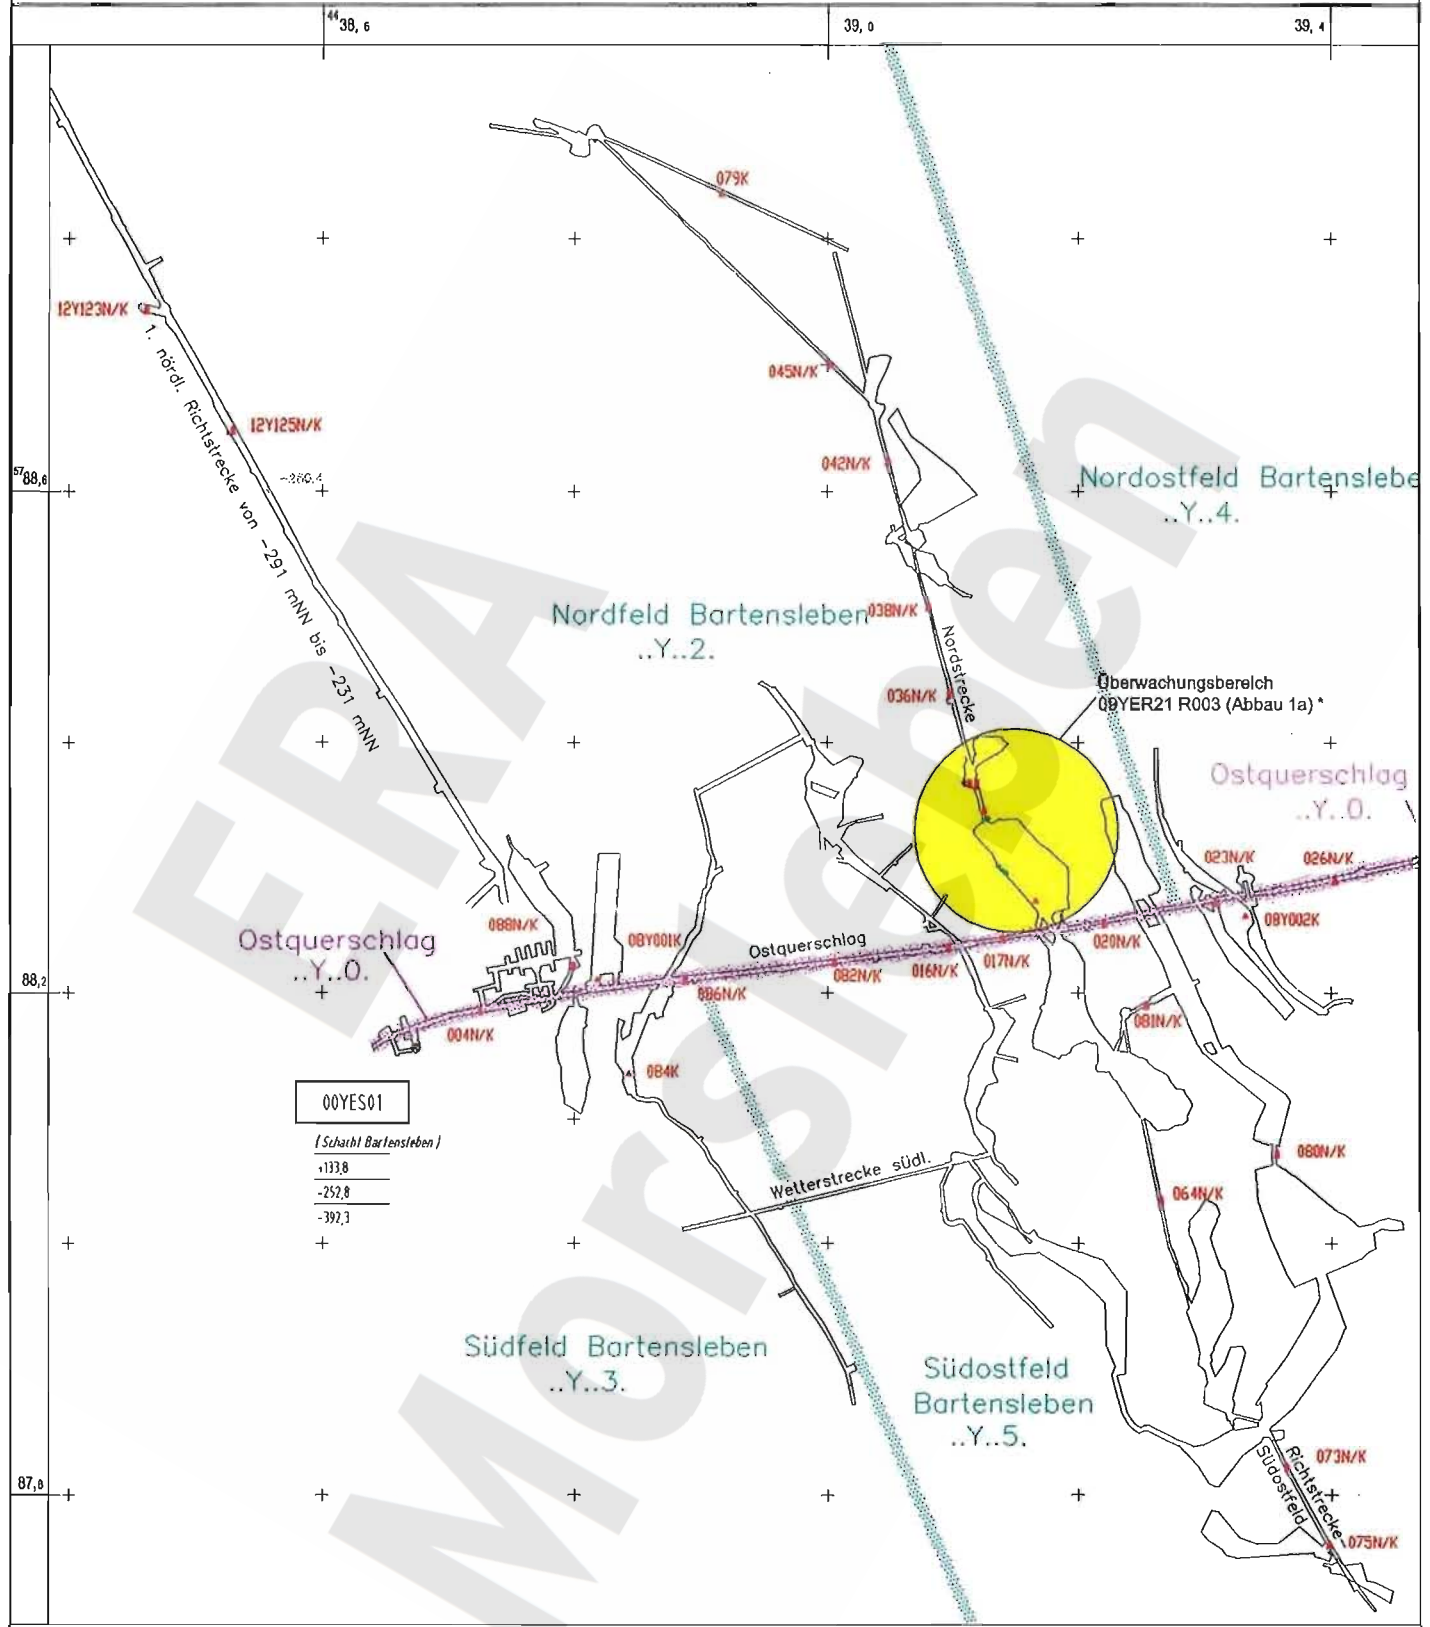 44 38,6
39,0
39,4
079K
12Y123N/K
045N/K
1. nördl. Richtstrecke von -291 mNN bis -231 mNN
12Y125N/K
042N/K
-260.4
57 88,6
Nordostfeld Bartenslebe
..Y..4.
Nordfeld Bartensleben
..Y..2.
038N/K
Nordstrecke
036N/K
Überwachungsbereich
09YER21 R003 (Abbau 1a) *
Ostquerschlag
..Y..0.
023N/K
026N/K
08Y002K
088N/K
08Y001K
Ostquerschlag
..Y..0.
Ostquerschlag
020N/K
017N/K
016N/K
082N/K
086N/K
88,2
004N/K
081N/K
084K
00YES01
(Schacht Bartensleben)
+133,8
-252,8
-392,3
080N/K
Wetterstrecke südl.
064N/K
Südfeld Bartensleben
..Y..3.
Südostfeld
Bartensleben
..Y..5.
87,8
073N/K
Richtstrecke
Südostfeld
075N/K
ERA
Morsleben